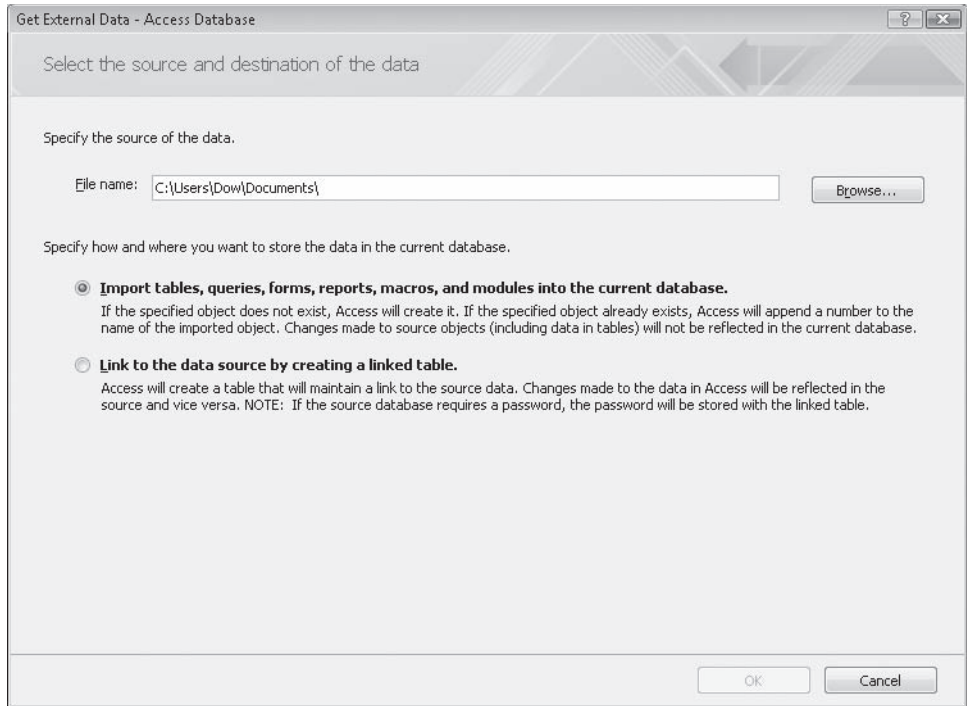 Get External Data - Access Database
Select the source and destination of the data
Specify the source of the data.
File name: C:\Users\Dow\Documents\ Browse...
Specify how and where you want to store the data in the current database.
Import tables, queries, forms, reports, macros, and modules into the current database.
If the specified object does not exist, Access will create it. If the specified object already exists, Access will append a number to the
name of the imported object. Changes made to source objects (including data in tables) will not be reflected in the current database.
Link to the data source by creating a linked table.
Access will create a table that will maintain a link to the source data. Changes made to the data in Access will be reflected in the
source and vice versa. NOTE: If the source database requires a password, the password will be stored with the linked table.
OK Cancel